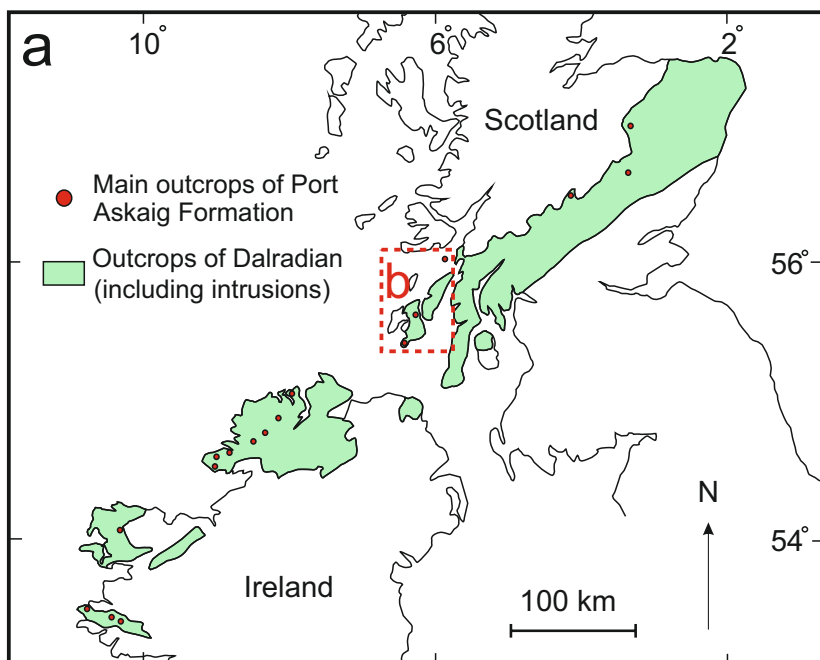 a
10°
6°
2°
Scotland
Main outcrops of Port
Askaig Formation
Outcrops of Dalradian
(including intrusions)
b
56°
N
54°
Ireland
100 km